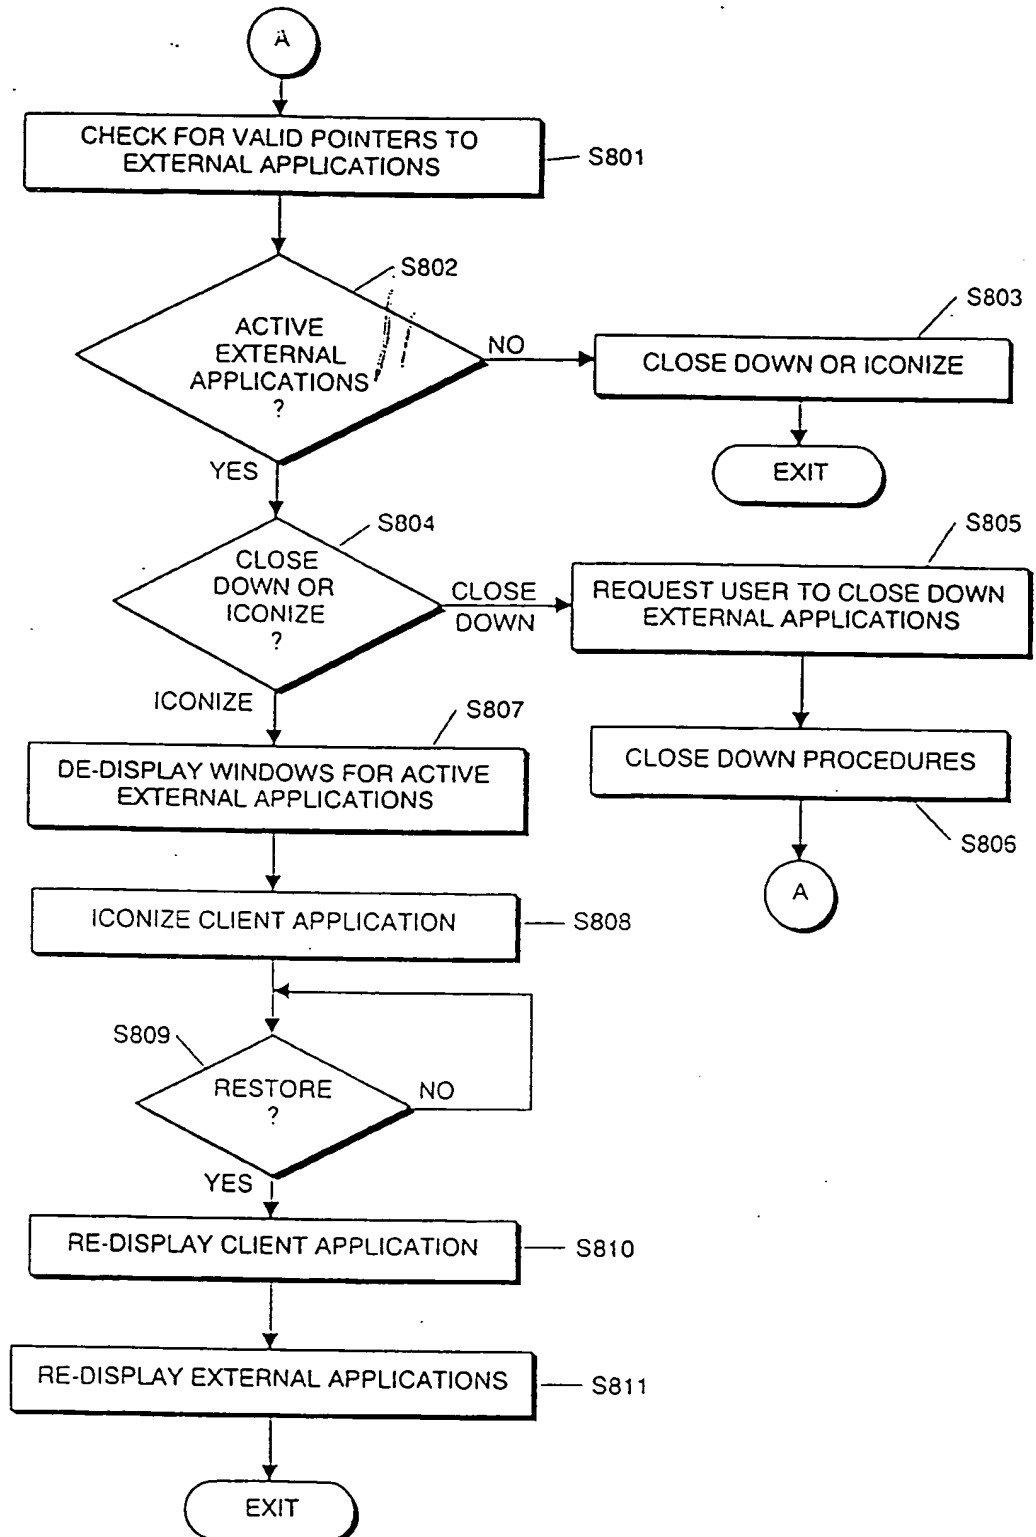 A
CHECK FOR VALID POINTERS TO
EXTERNAL APPLICATIONS
S801
S802
ACTIVE
EXTERNAL
APPLICATIONS
?
NO
S803
CLOSE DOWN OR ICONIZE
EXIT
YES
S804
CLOSE
DOWN OR
ICONIZE
?
CLOSE
DOWN
S805
REQUEST USER TO CLOSE DOWN
EXTERNAL APPLICATIONS
ICONIZE
S807
DE-DISPLAY WINDOWS FOR ACTIVE
EXTERNAL APPLICATIONS
CLOSE DOWN PROCEDURES
S806
A
ICONIZE CLIENT APPLICATION
S808
S809
RESTORE
?
NO
YES
RE-DISPLAY CLIENT APPLICATION
S810
RE-DISPLAY EXTERNAL APPLICATIONS
S811
EXIT